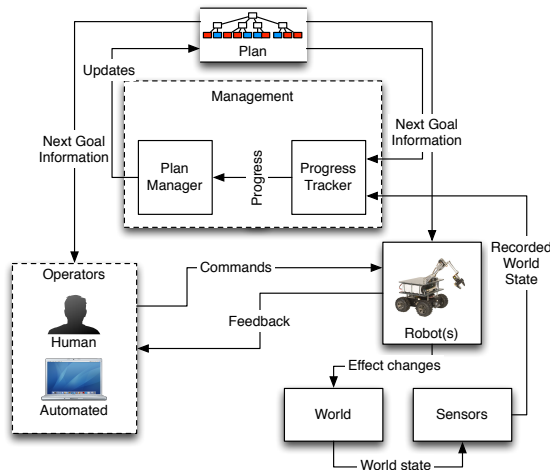 Plan
Updates
Management
Next Goal
Information
Next Goal
Information
Plan
Manager
Progress
Progress
Tracker
Recorded
World
State
Operators
Commands
Human
Feedback
Robot(s)
Automated
Effect changes
World
Sensors
World state